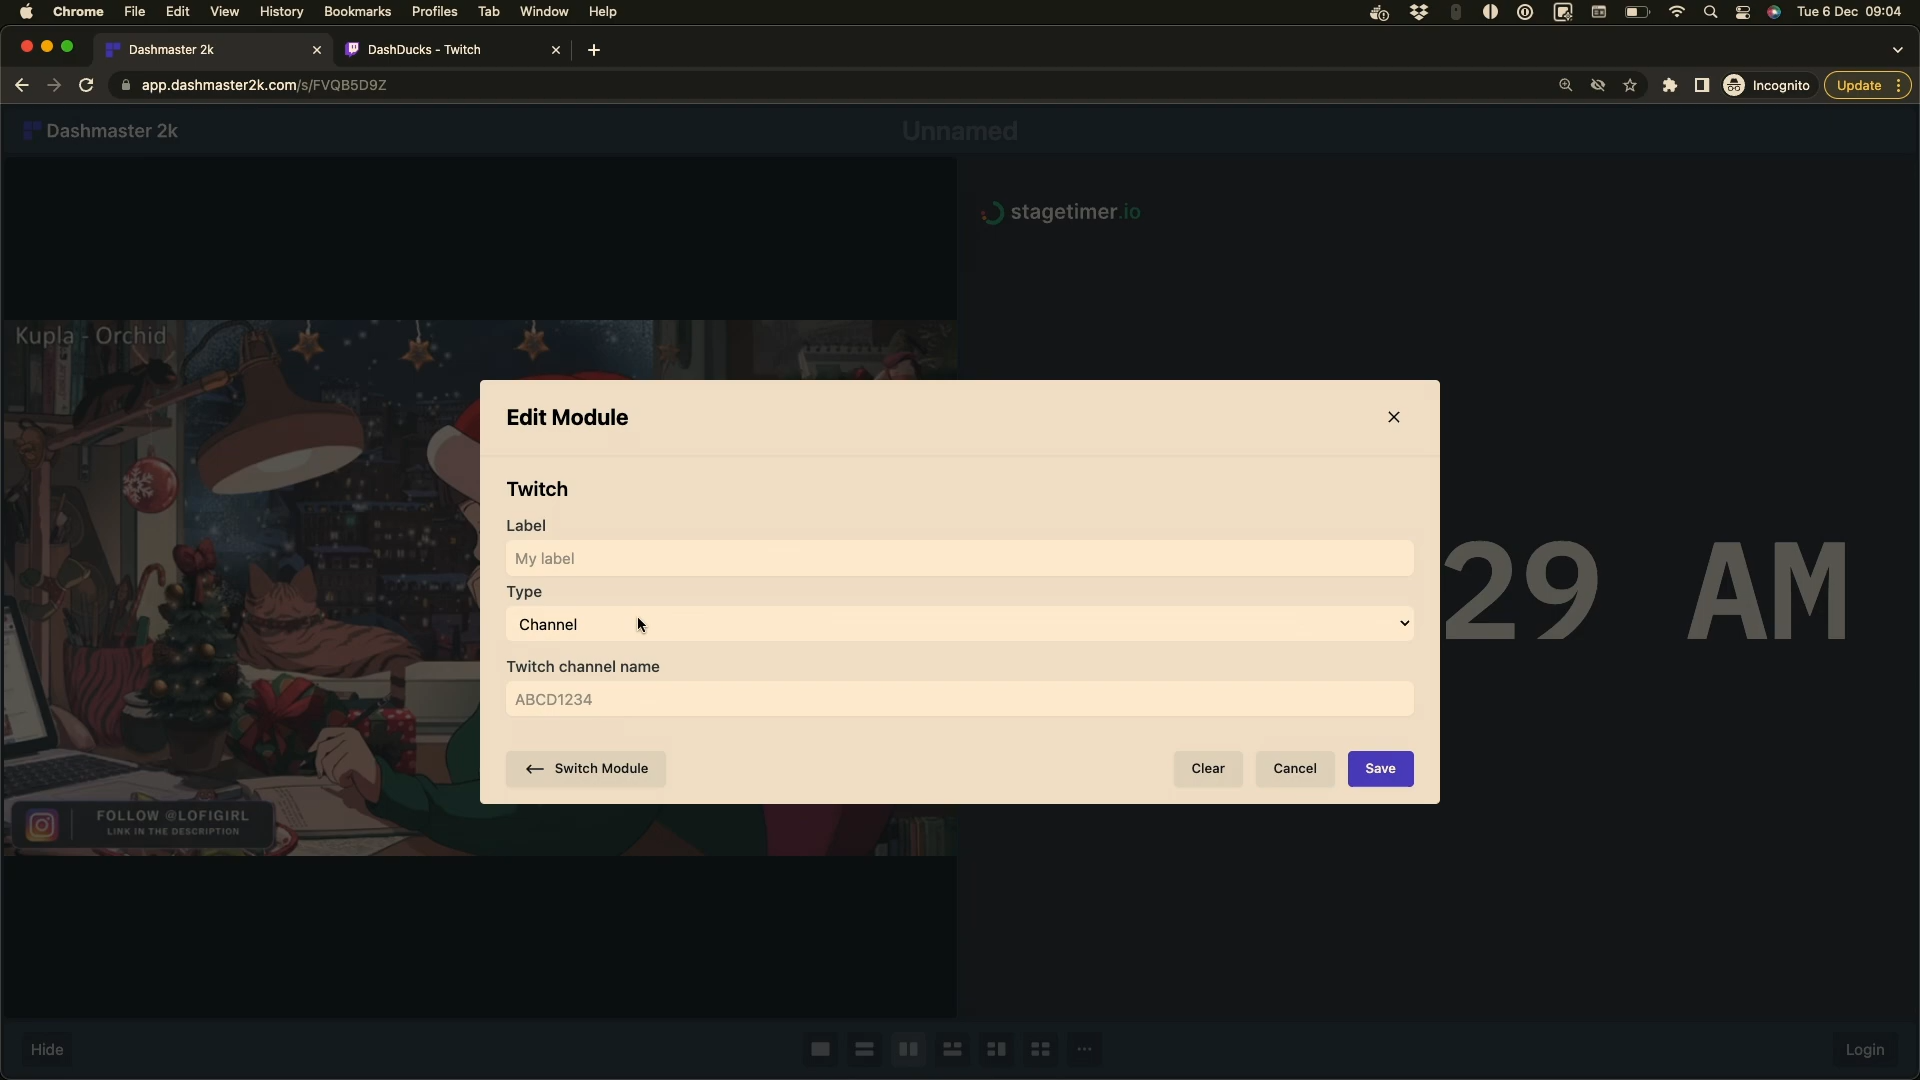 Chrome File Edit View History Bookmarks Profiles Tab Window Help Tue 6 Dec 09:04
Dashmaster 2k DashDucks - Twitch
app.dashmaster2k.com/s/FVQB5D9Z Incognito Update
Dashmaster 2k Unnamed
stagetimer.io
Kupla - Orchid
Edit Module
Twitch
Label
My label
Type
Channel
29 AM
Twitch channel name
ABCD1234
Switch Module Clear Cancel Save
FOLLOW @LOFIGIRL
LINK IN THE DESCRIPTION
Hide Login